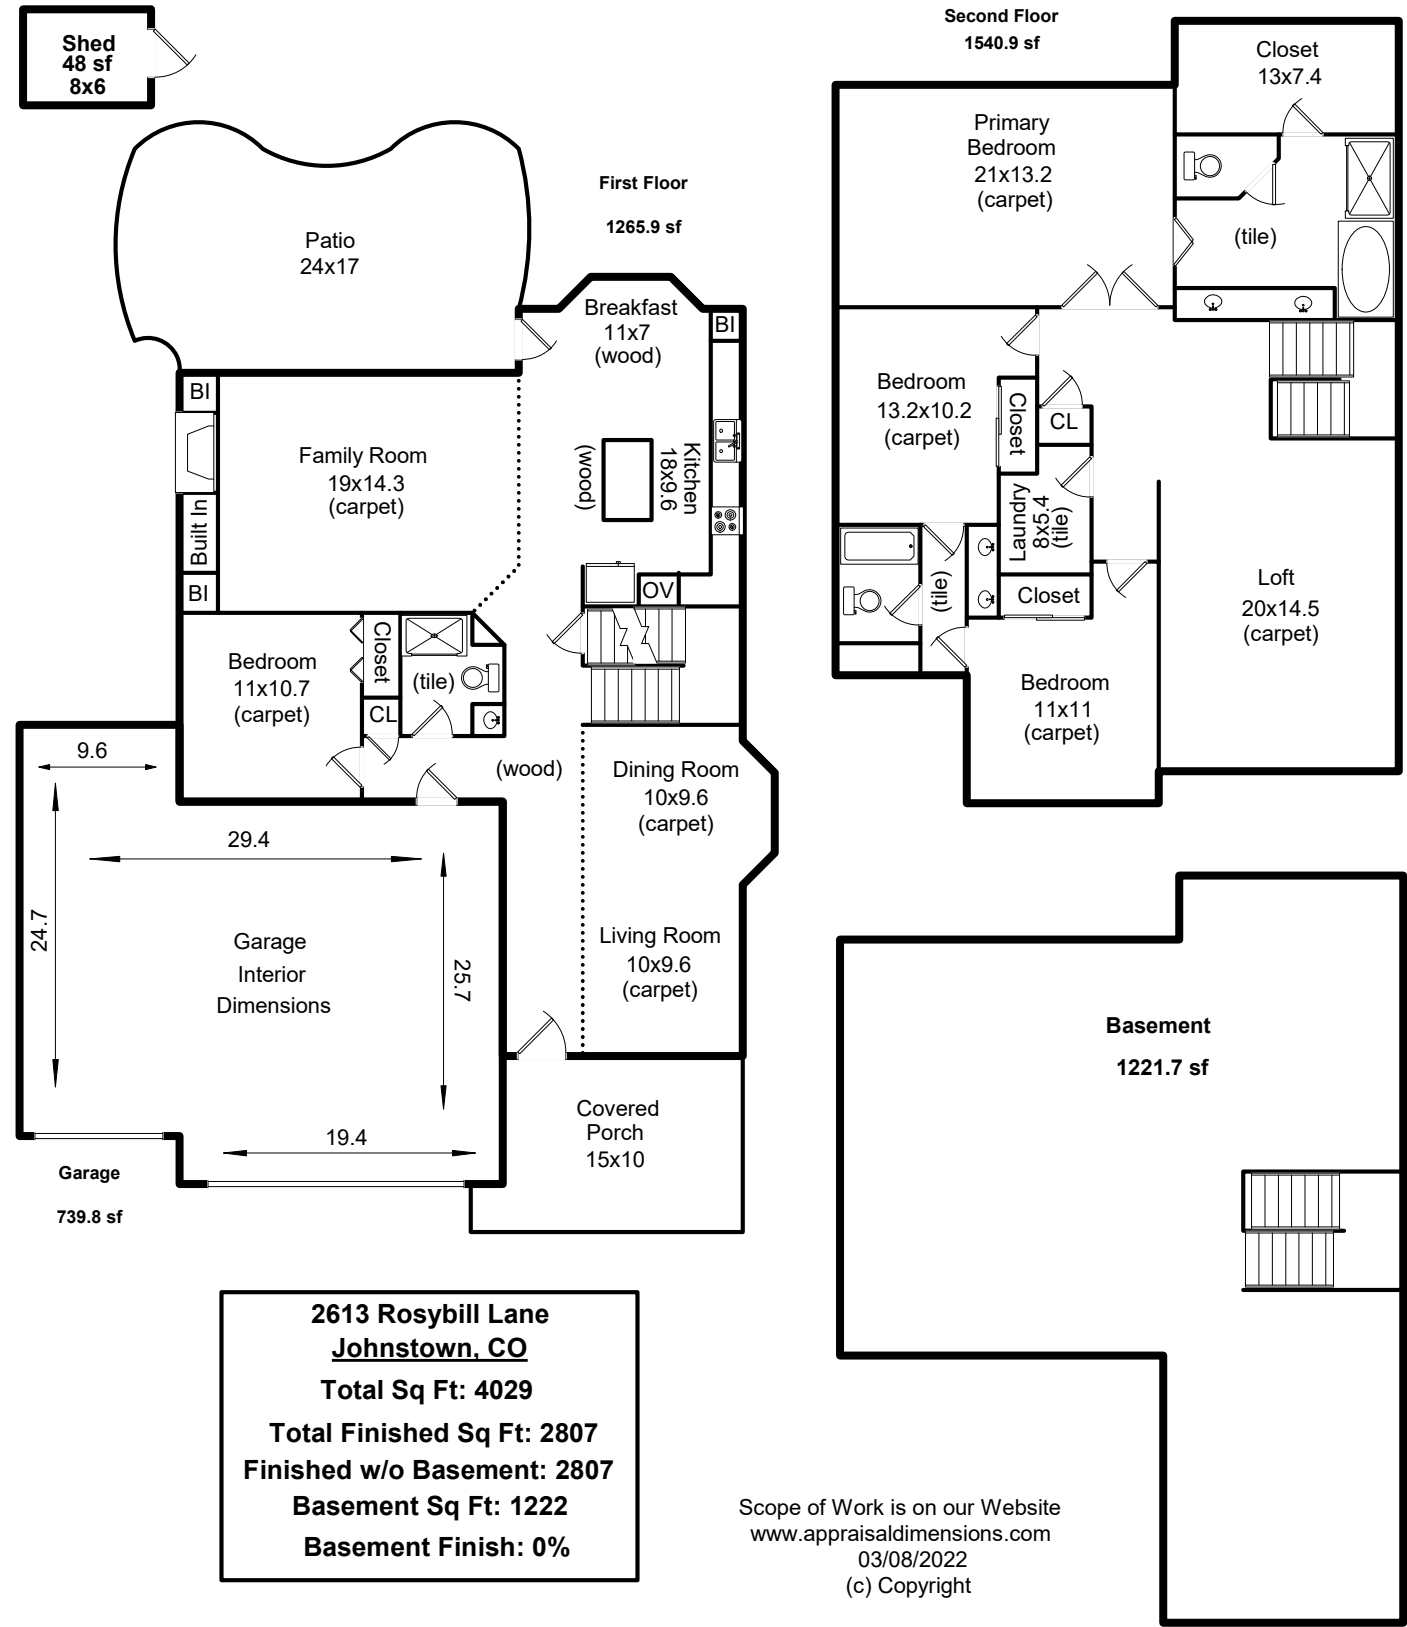 Shed
48 sf
8x6
Patio
24x17
First Floor
1265.9 sf
Breakfast
11x7
(wood)
BI
BI
Family Room
19x14.3
(carpet)
Built In
BI
Kitchen
18x9.6
(wood)
OV
Bedroom
11x10.7
(carpet)
Closet
CL
(tile)
(wood)
Dining Room
10x9.6
(carpet)
Living Room
10x9.6
(carpet)
9.6
29.4
24.7
25.7
Garage
Interior
Dimensions
19.4
Garage
739.8 sf
Covered
Porch
15x10
Second Floor
1540.9 sf
Closet
13x7.4
Primary
Bedroom
21x13.2
(carpet)
(tile)
Bedroom
13.2x10.2
(carpet)
Closet
CL
Laundry
8x5.4
(tile)
(tile)
Closet
Bedroom
11x11
(carpet)
Loft
20x14.5
(carpet)
Basement
1221.7 sf
2613 Rosybill Lane
Johnstown, CO
Total Sq Ft: 4029
Total Finished Sq Ft: 2807
Finished w/o Basement: 2807
Basement Sq Ft: 1222
Basement Finish: 0%
Scope of Work is on our Website
www.appraisaldimensions.com
03/08/2022
(c) Copyright